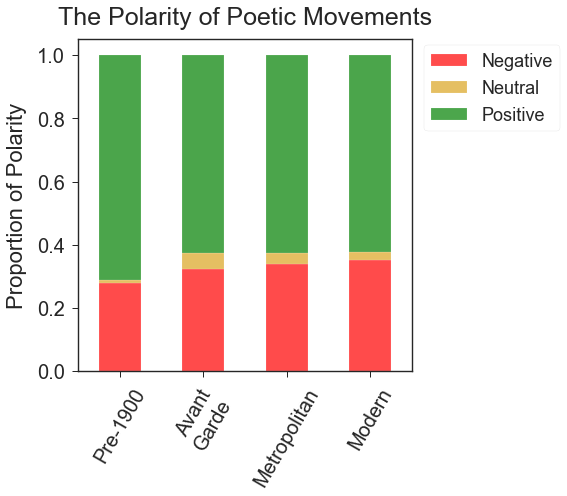 The Polarity of Poetic Movements
Negative
Neutral
Positive
Proportion of Polarity
1.0
0.8
0.6
0.4
0.2
0.0
Pre-1900
Avant
Garde
Metropolitan
Modern